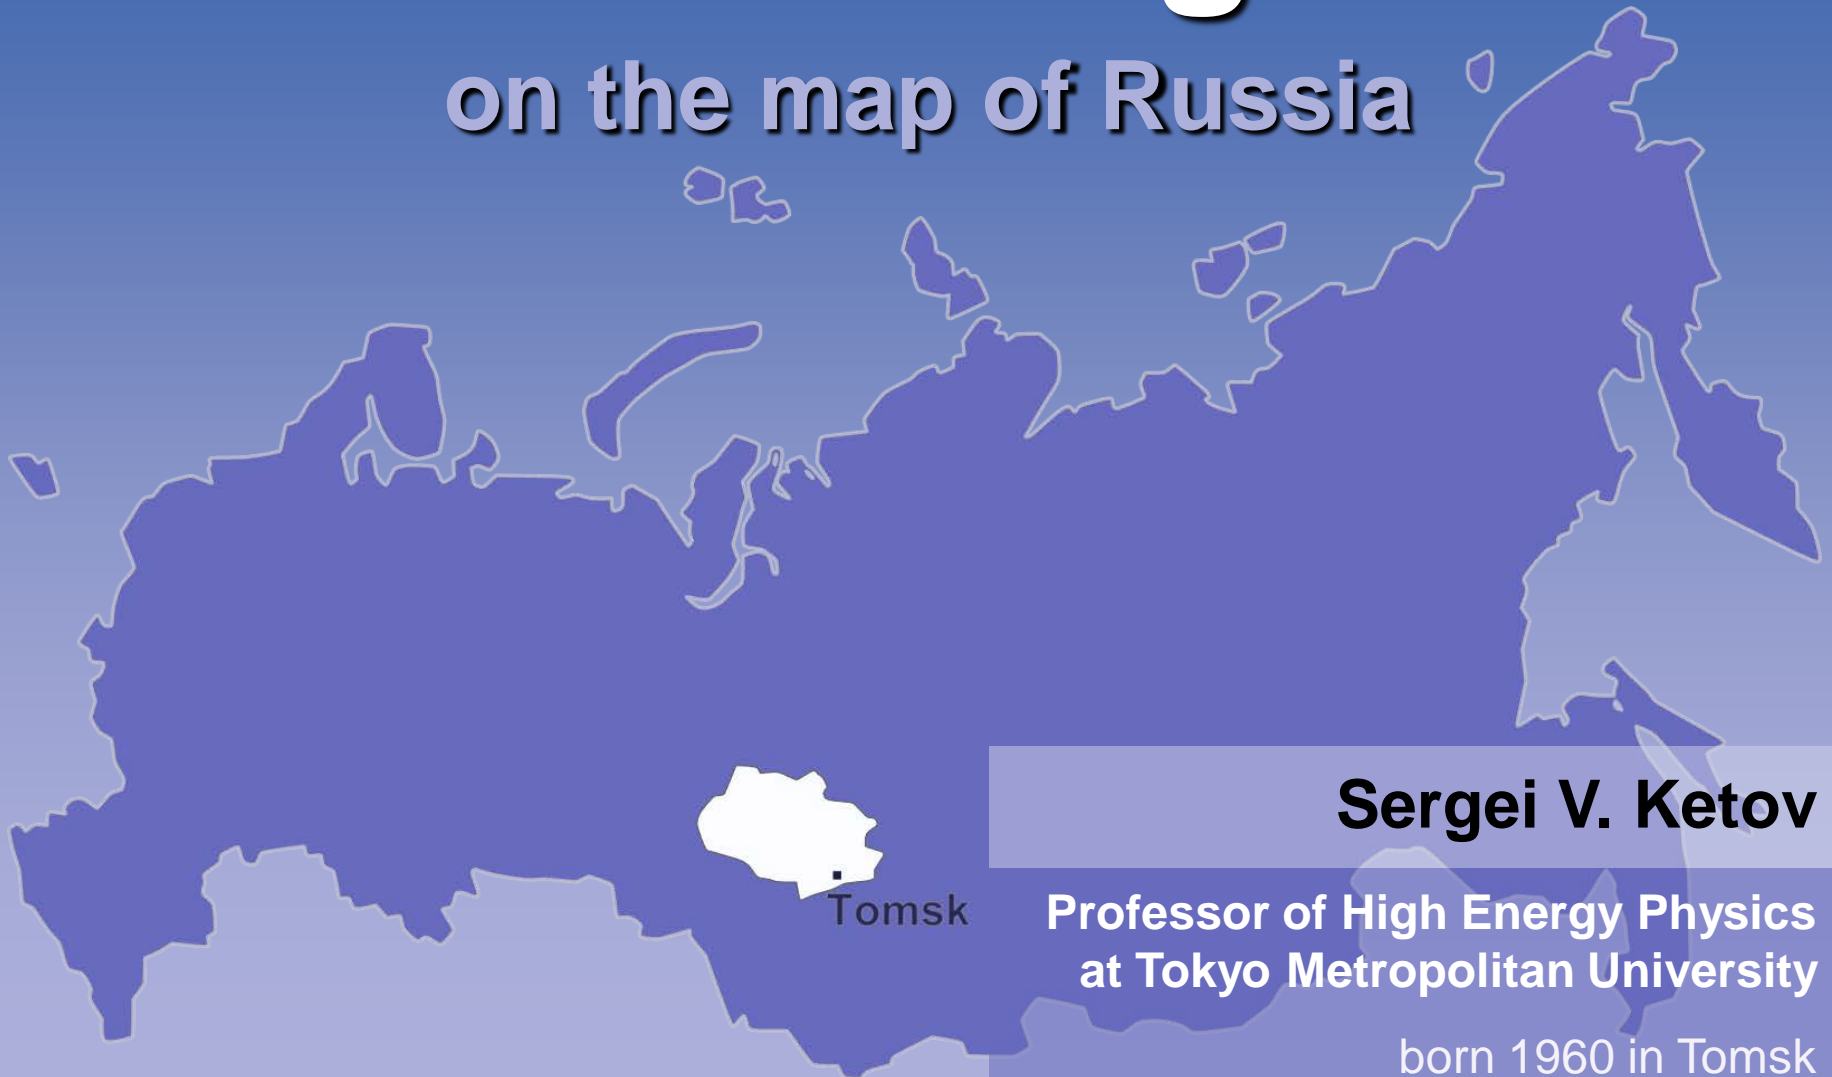 on the map of Russia
Tomsk
Sergei V. Ketov
Professor of High Energy Physics
at Tokyo Metropolitan University
born 1960 in Tomsk